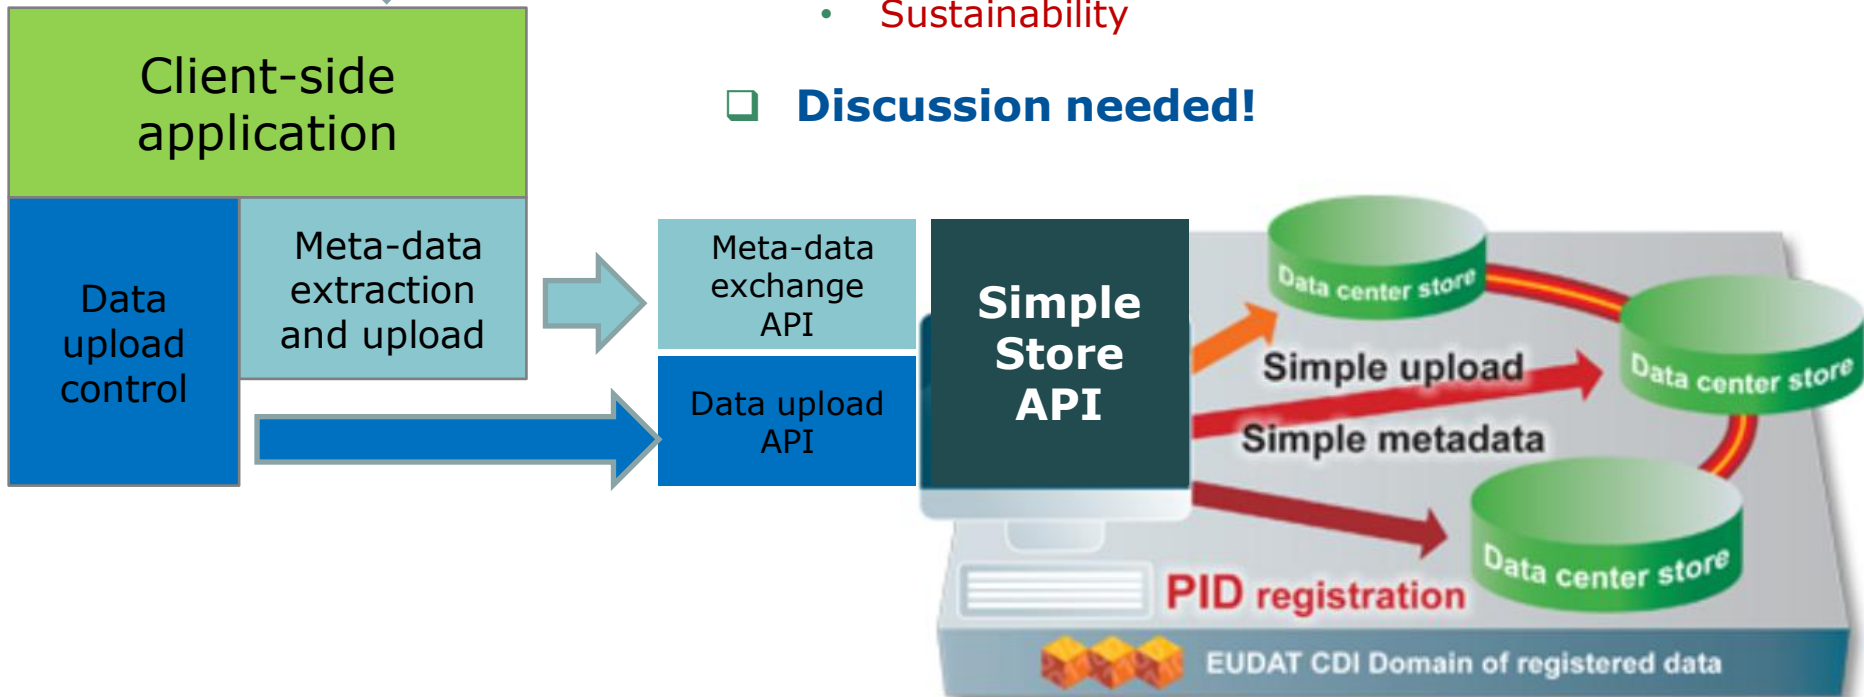 Sustainability
Discussion needed!
Client-side
application
Data
upload
control
Meta-data
extraction
and upload
Meta-data
exchange
API
Data upload
API
Simple
Store
API
Data center store
Simple upload
Data center store
Simple metadata
Data center store
PID registration
EUDAT CDI Domain of registered data